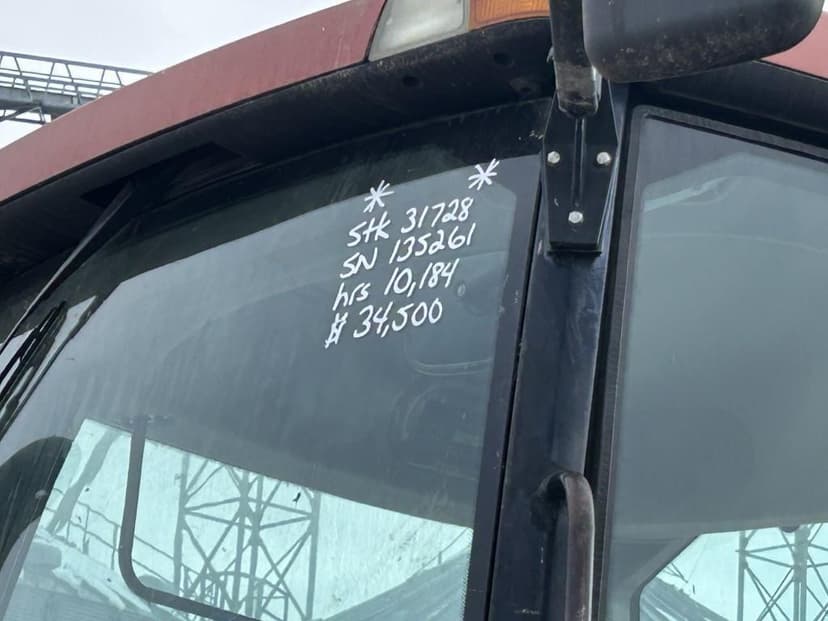 * *
Stk 31728
SN 135261
hrs 10,184
$ 34,500